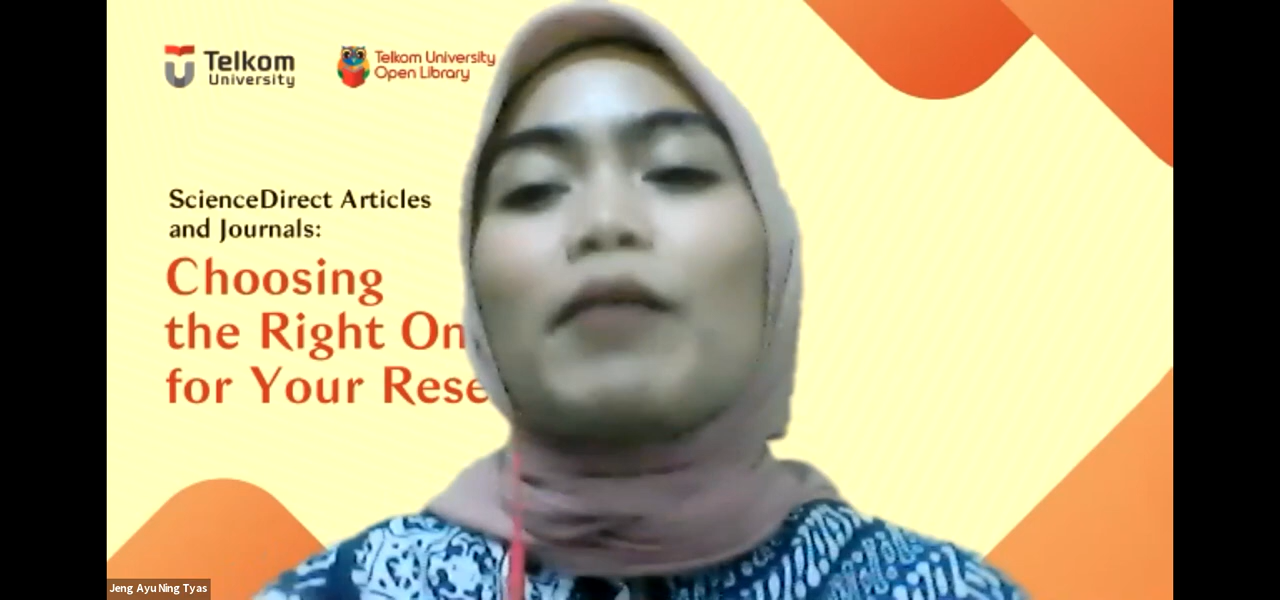 Telkom
University
Telkom University
Open Library
ScienceDirect Articles
and Journals:
Choosing
the Right On
for Your Rese
Jeng Ayu Ning Tyas